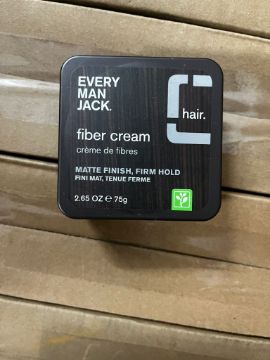 EVERY
MAN
JACK.
hair.
fiber cream
crème de fibres
MATTE FINISH, FIRM HOLD
FINI MAT, TENUE FERME
2.65 OZ ℮ 75g